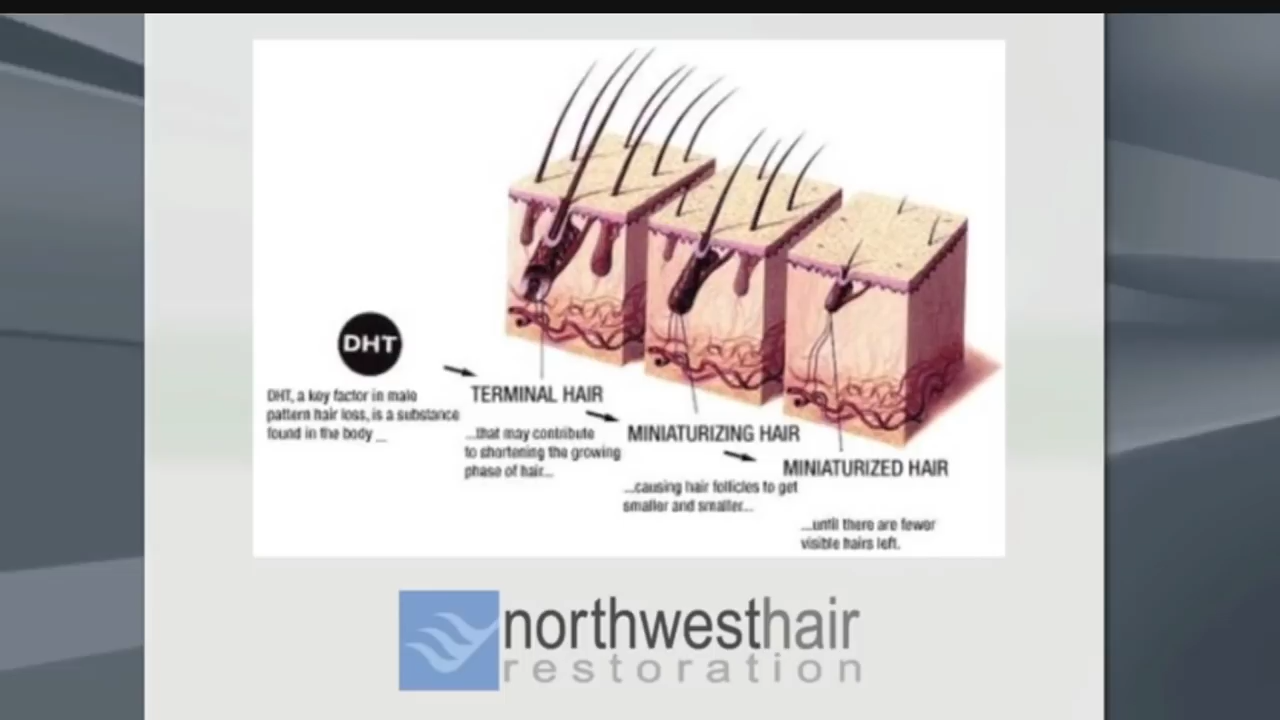 DHT
DHT, a key factor in male
pattern hair loss, is a substance
found in the body ...
TERMINAL HAIR
...that may contribute
to shortening the growing
phase of hair...
MINIATURIZING HAIR
...causing hair follicles to get
smaller and smaller...
MINIATURIZED HAIR
...until there are fewer
visible hairs left.
northwesthair
restoration